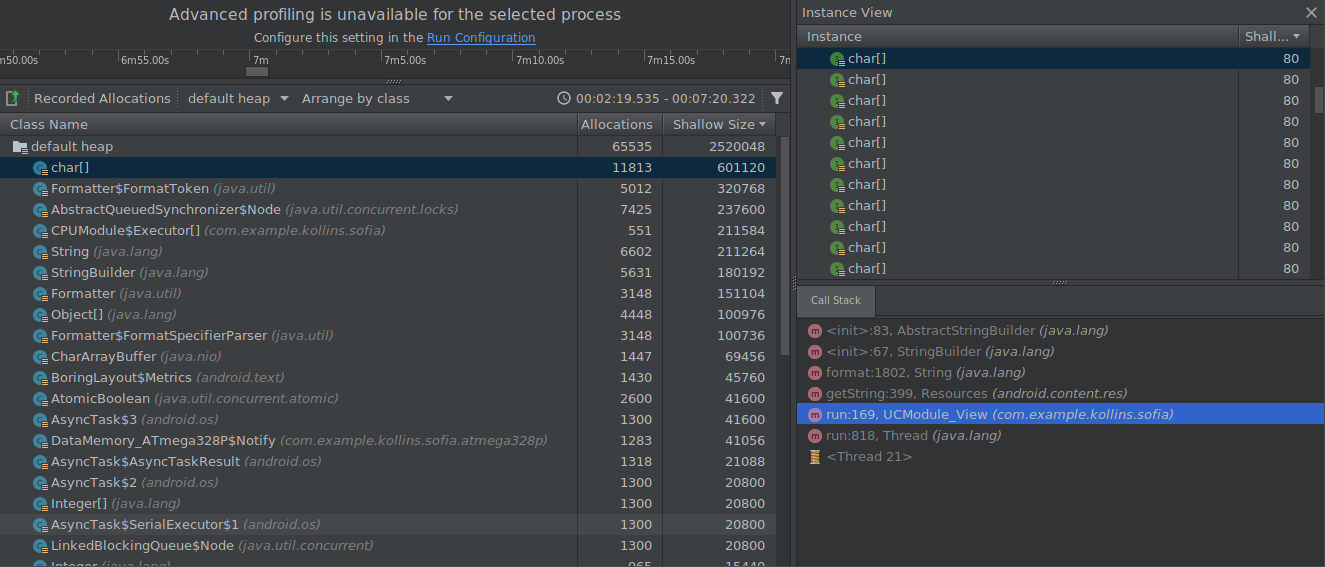 Advanced profiling is unavailable for the selected process
Configure this setting in the Run Configuration
m50.00s 6m55.00s 7m 7m5.00s 7m10.00s 7m15.00s 7n
Recorded Allocations default heap Arrange by class 00:02:19.535 - 00:07:20.322
Class Name Allocations Shallow Size
default heap 65535 2520048
char[] 11813 601120
Formatter$FormatToken (java.util) 5012 320768
AbstractQueuedSynchronizer$Node (java.util.concurrent.locks) 7425 237600
CPUModule$Executor[] (com.example.kollins.sofia) 551 211584
String (java.lang) 6602 211264
StringBuilder (java.lang) 5631 180192
Formatter (java.util) 3148 151104
Object[] (java.lang) 4448 100976
Formatter$FormatSpecifierParser (java.util) 3148 100736
CharArrayBuffer (java.nio) 1447 69456
BoringLayout$Metrics (android.text) 1430 45760
AtomicBoolean (java.util.concurrent.atomic) 2600 41600
AsyncTask$3 (android.os) 1300 41600
DataMemory_ATmega328P$Notify (com.example.kollins.sofia.atmega328p) 1283 41056
AsyncTask$AsyncTaskResult (android.os) 1318 21088
AsyncTask$2 (android.os) 1300 20800
Integer[] (java.lang) 1300 20800
AsyncTask$SerialExecutor$1 (android.os) 1300 20800
LinkedBlockingQueue$Node (java.util.concurrent) 1300 20800
Integer (java.lang) 965 15440
Instance View
Instance Shall...
char[] 80
char[] 80
char[] 80
char[] 80
char[] 80
char[] 80
char[] 80
char[] 80
char[] 80
char[] 80
char[] 80
Call Stack
<init>:83, AbstractStringBuilder (java.lang)
<init>:67, StringBuilder (java.lang)
format:1802, String (java.lang)
getString:399, Resources (android.content.res)
run:169, UCModule_View (com.example.kollins.sofia)
run:818, Thread (java.lang)
<Thread 21>